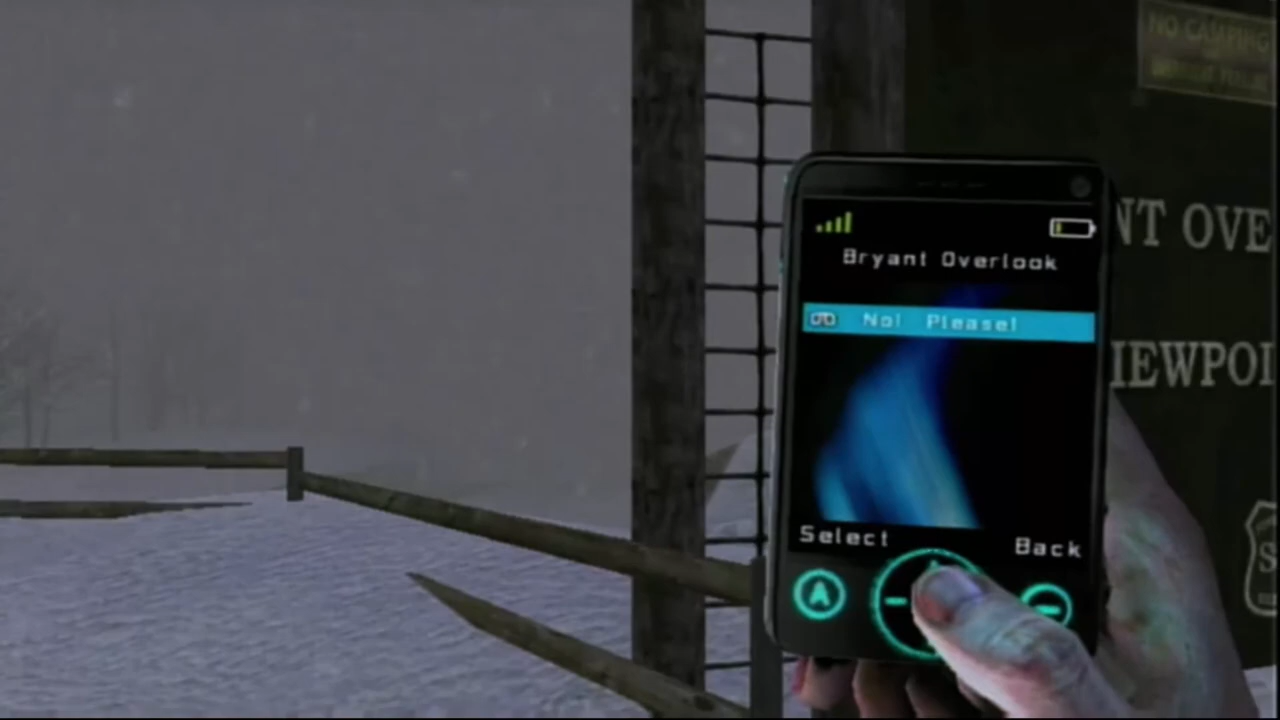 NO CAMPING
NT OVE
IEWPOI
Bryant Overlook
No! Please!
Select
Back
A
S